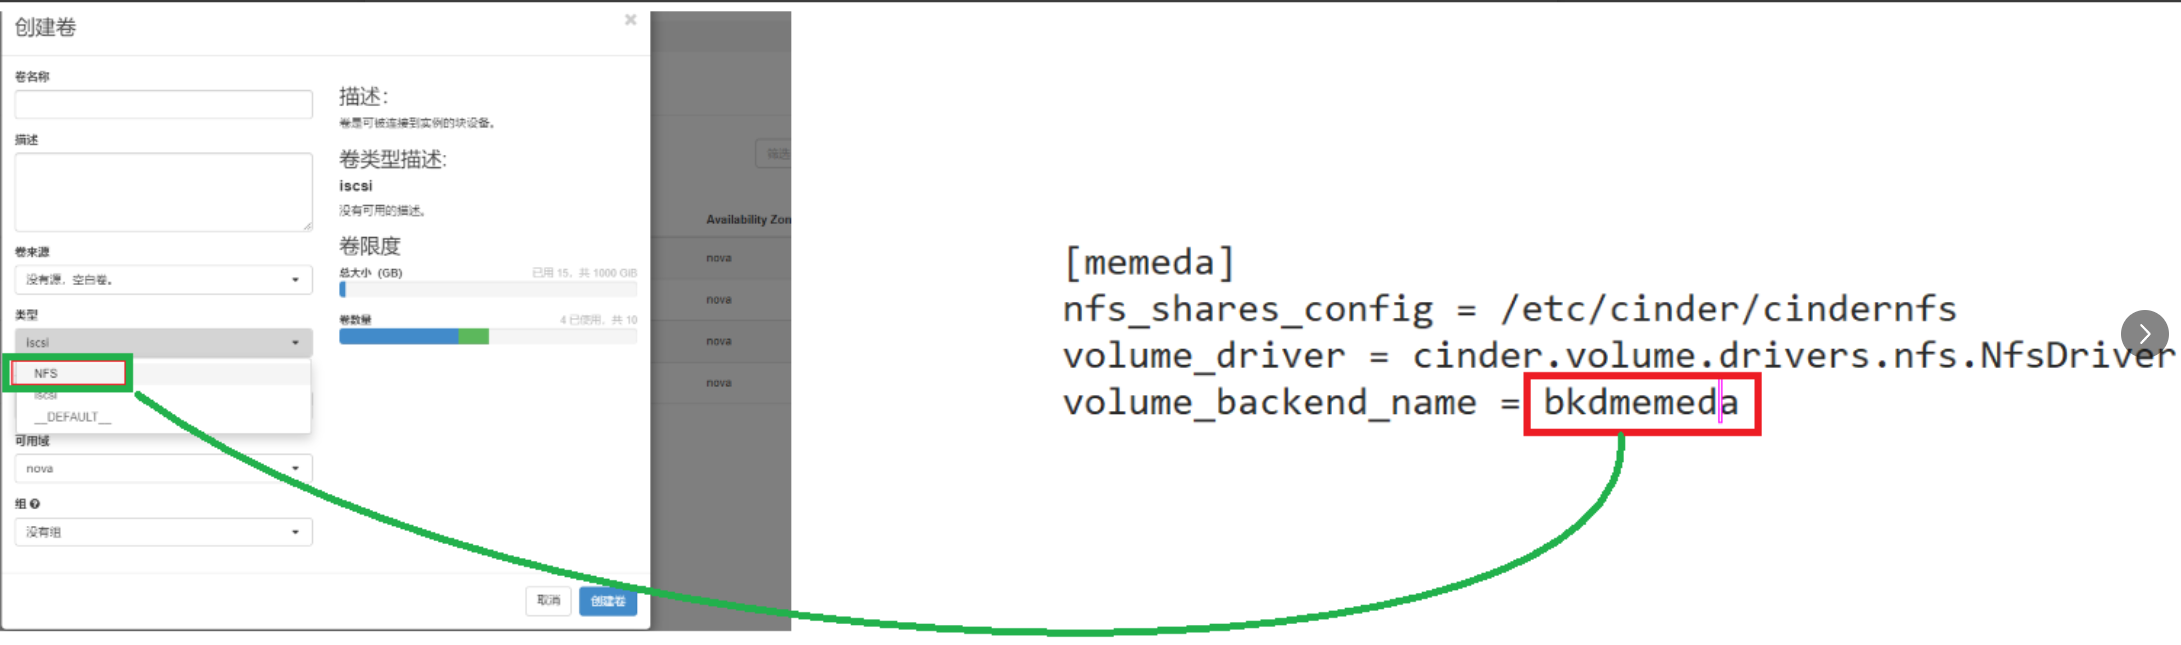 创建卷
×
卷名称
描述
卷来源
没有源，空白卷。
类型
iscsi
NFS
iscsi
__DEFAULT__
可用域
nova
组
没有组
描述：
卷是可被连接到实例的块设备。
卷类型描述:
iscsi
没有可用的描述。
卷限度
总大小 (GB)
已用 15，共 1000 GiB
卷数量
4 已使用，共 10
取消
创建卷
筛选
Availability Zon
nova
nova
nova
nova
[memeda]
nfs_shares_config = /etc/cinder/cindernfs
volume_driver = cinder.volume.drivers.nfs.NfsDriver
volume_backend_name = bkdmemeda